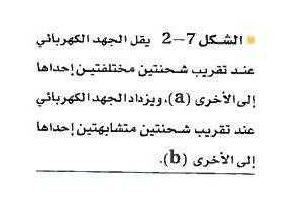 ■ الشكل 7–2 يقل الجهد الكهربائي
عند تقريب شحنتين مختلفتين إحداها
إلى الأخرى (a)، ويزداد الجهد الكهربائي
عند تقريب شحنتين متشابهتين إحداها
إلى الأخرى (b).